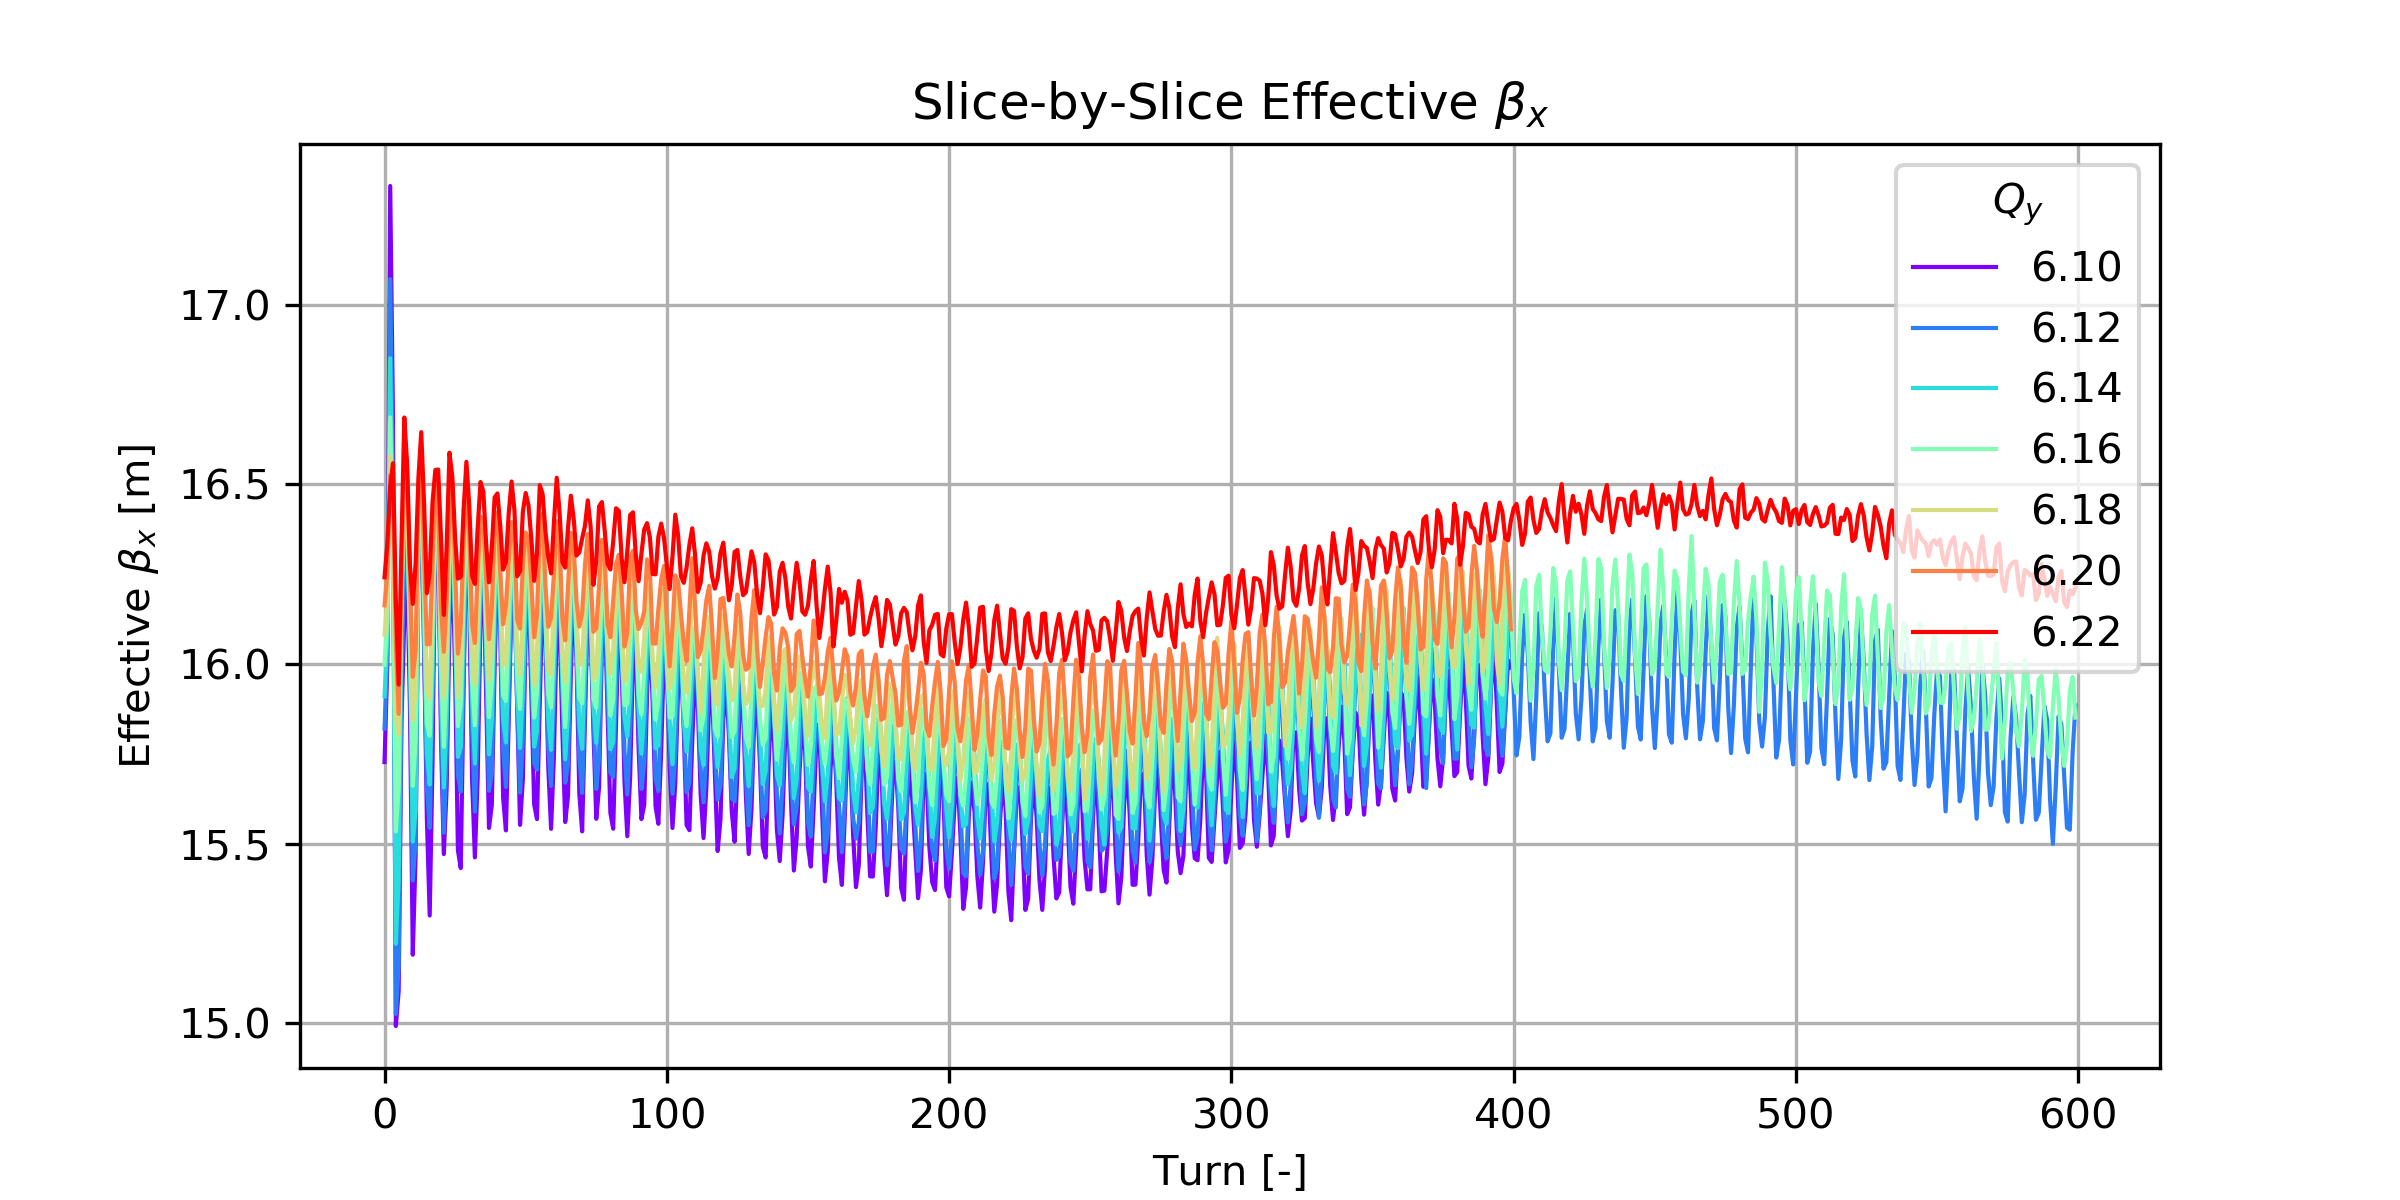 Slice-by-Slice Effective βx
Effective βx [m]
17.0
16.5
16.0
15.5
15.0
Qy
6.10
6.12
6.14
6.16
6.18
6.20
6.22
0 100 200 300 400 500 600
Turn [-]